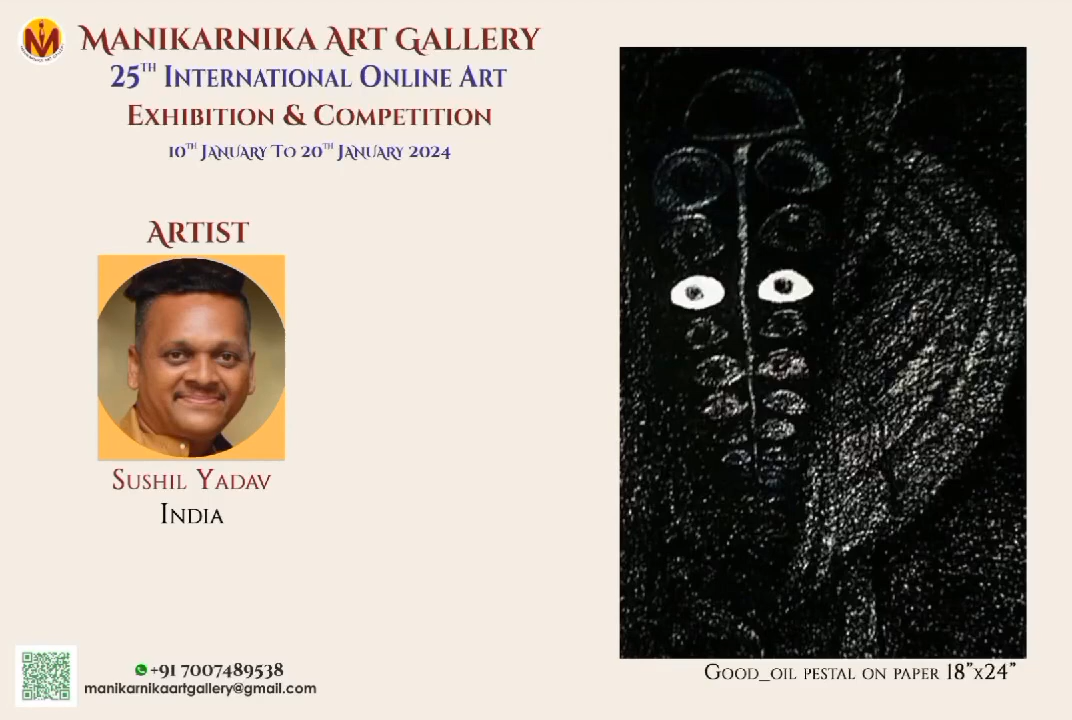 Manikarnika Art Gallery
25th International Online Art
Exhibition & Competition
10th January To 20th January 2024
Artist
Sushil Yadav
India
+91 7007489538
manikarnikaartgallery@gmail.com
Good_oil pestal on paper 18”x24”